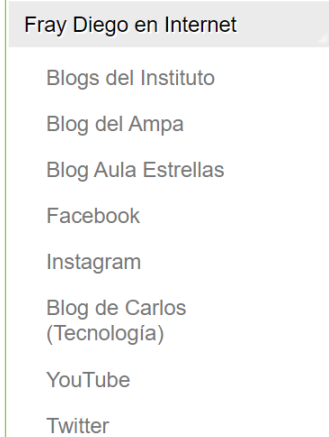 Fray Diego en Internet
Blogs del Instituto
Blog del Ampa
Blog Aula Estrellas
Facebook
Instagram
Blog de Carlos
(Tecnología)
YouTube
Twitter